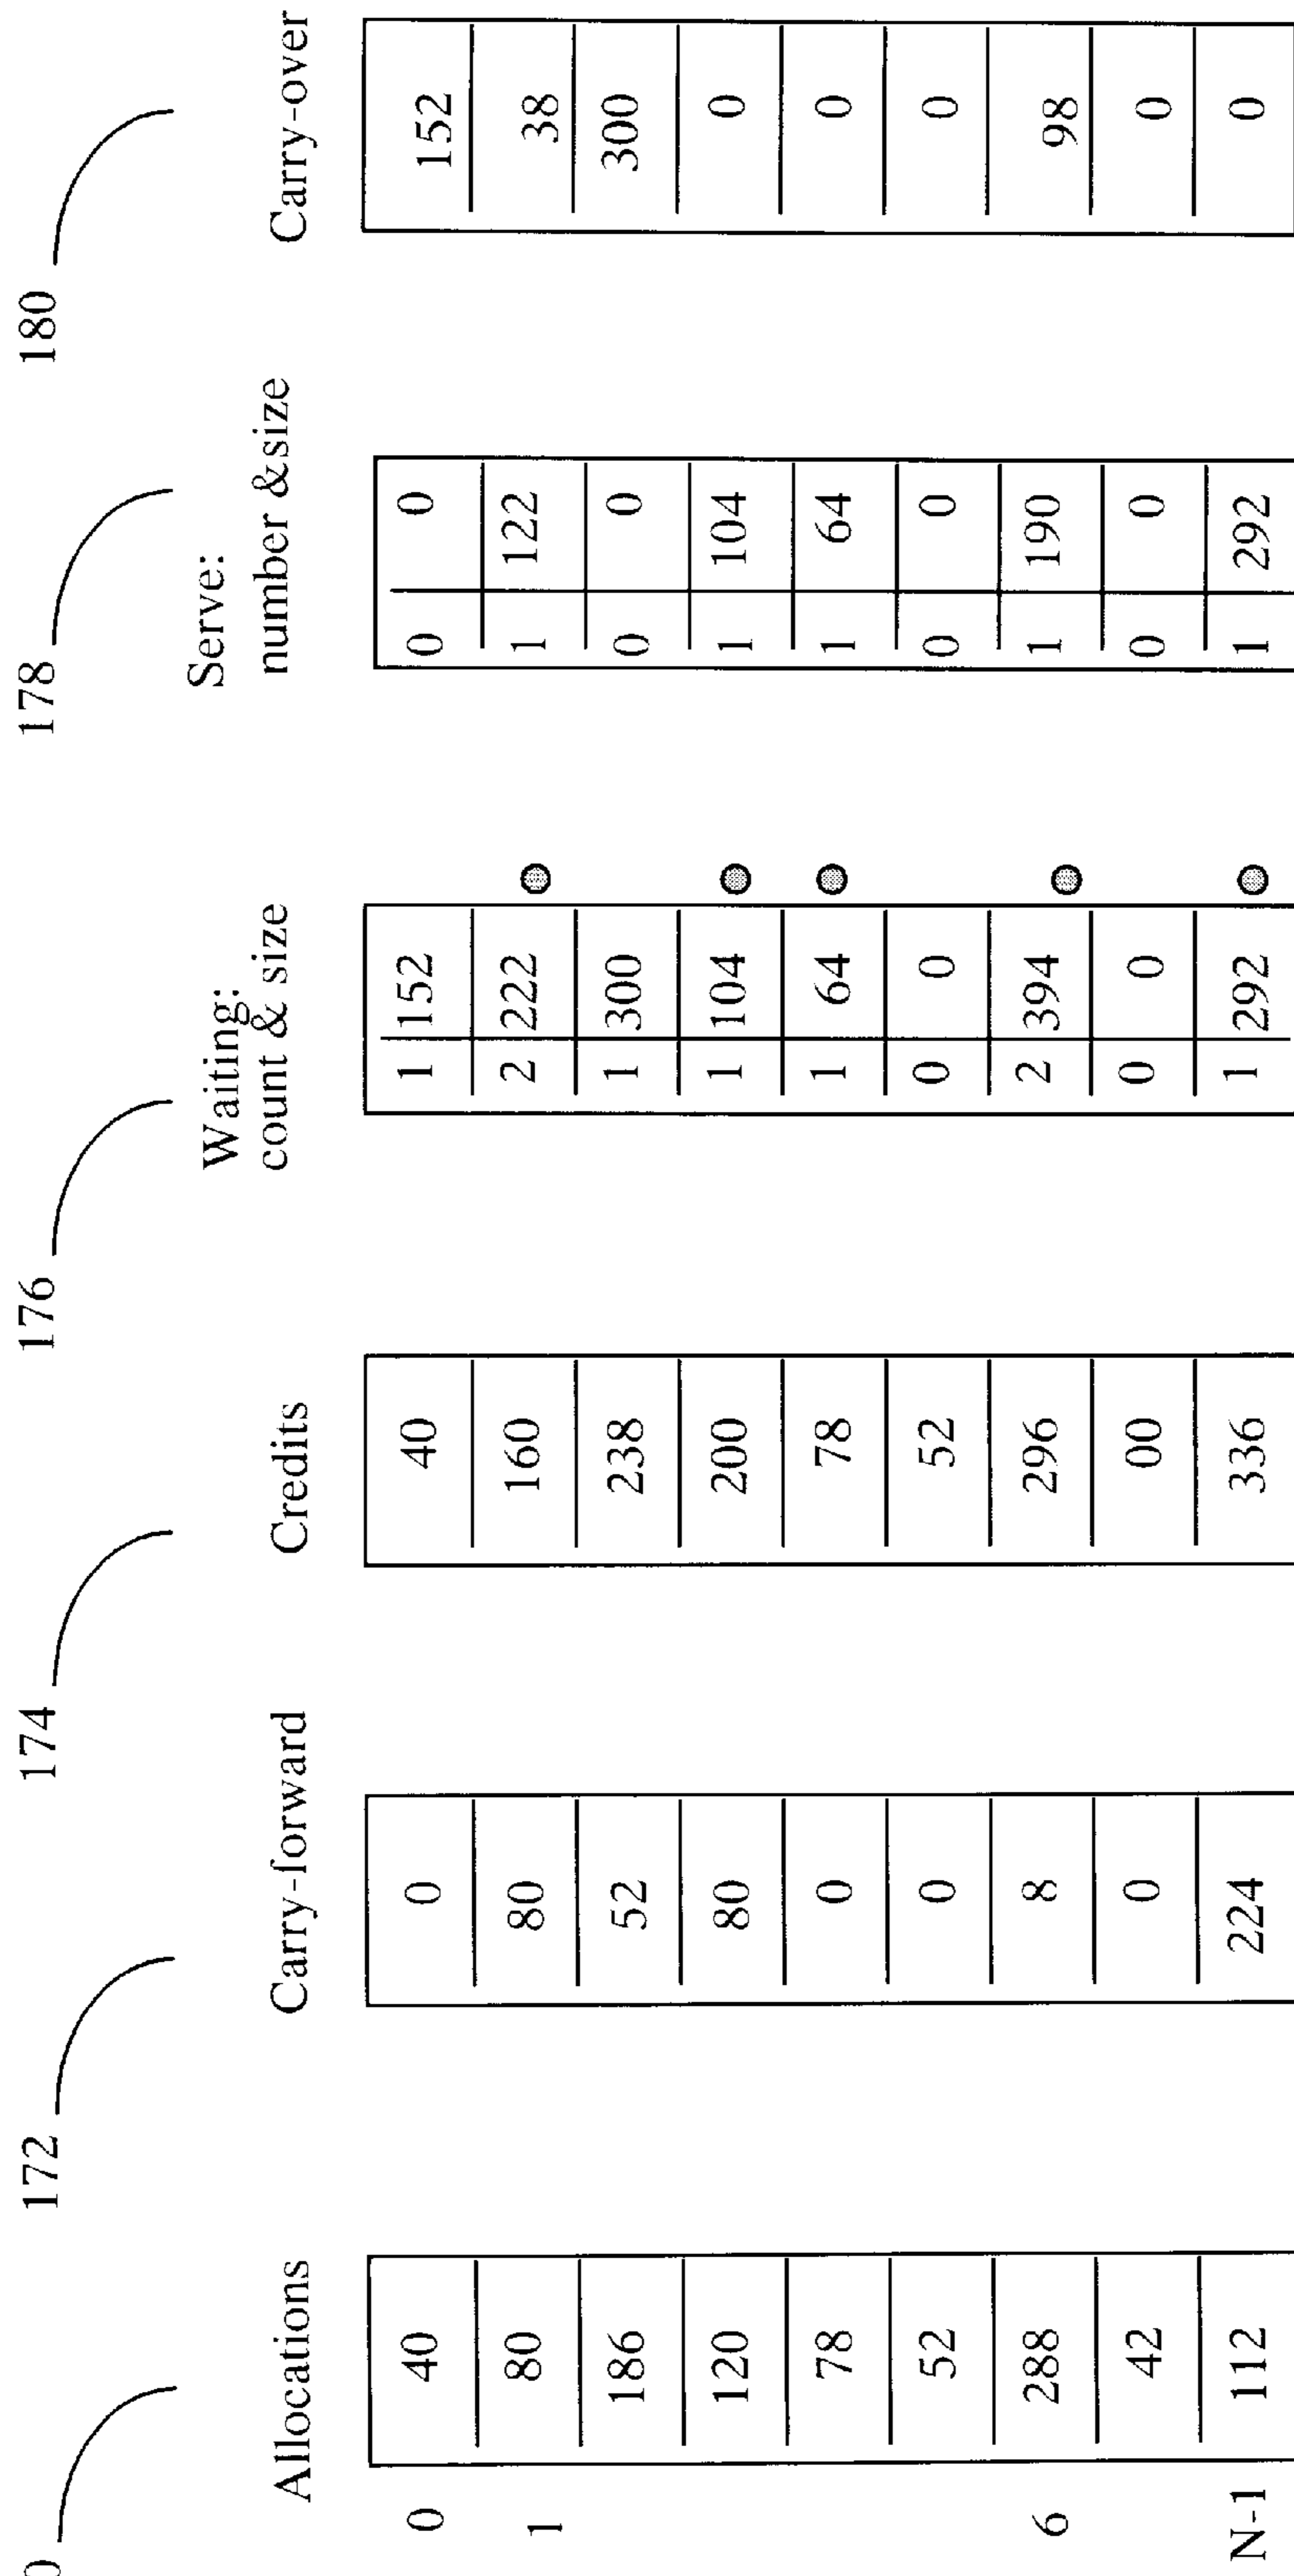 0 172 174 176 178 180
Allocations Carry-forward Credits Waiting: count & size Serve: number &size Carry-over
0 40 0 40 1 152 0 0 152
1 80 80 160 2 222 1 122 38
186 52 238 1 300 0 0 300
120 80 200 1 104 1 104 0
78 0 78 1 64 1 64 0
52 0 52 0 0 0 0 0
6 288 8 296 2 394 1 190 98
42 0 00 0 0 0 0 0
N-1 112 224 336 1 292 1 292 0